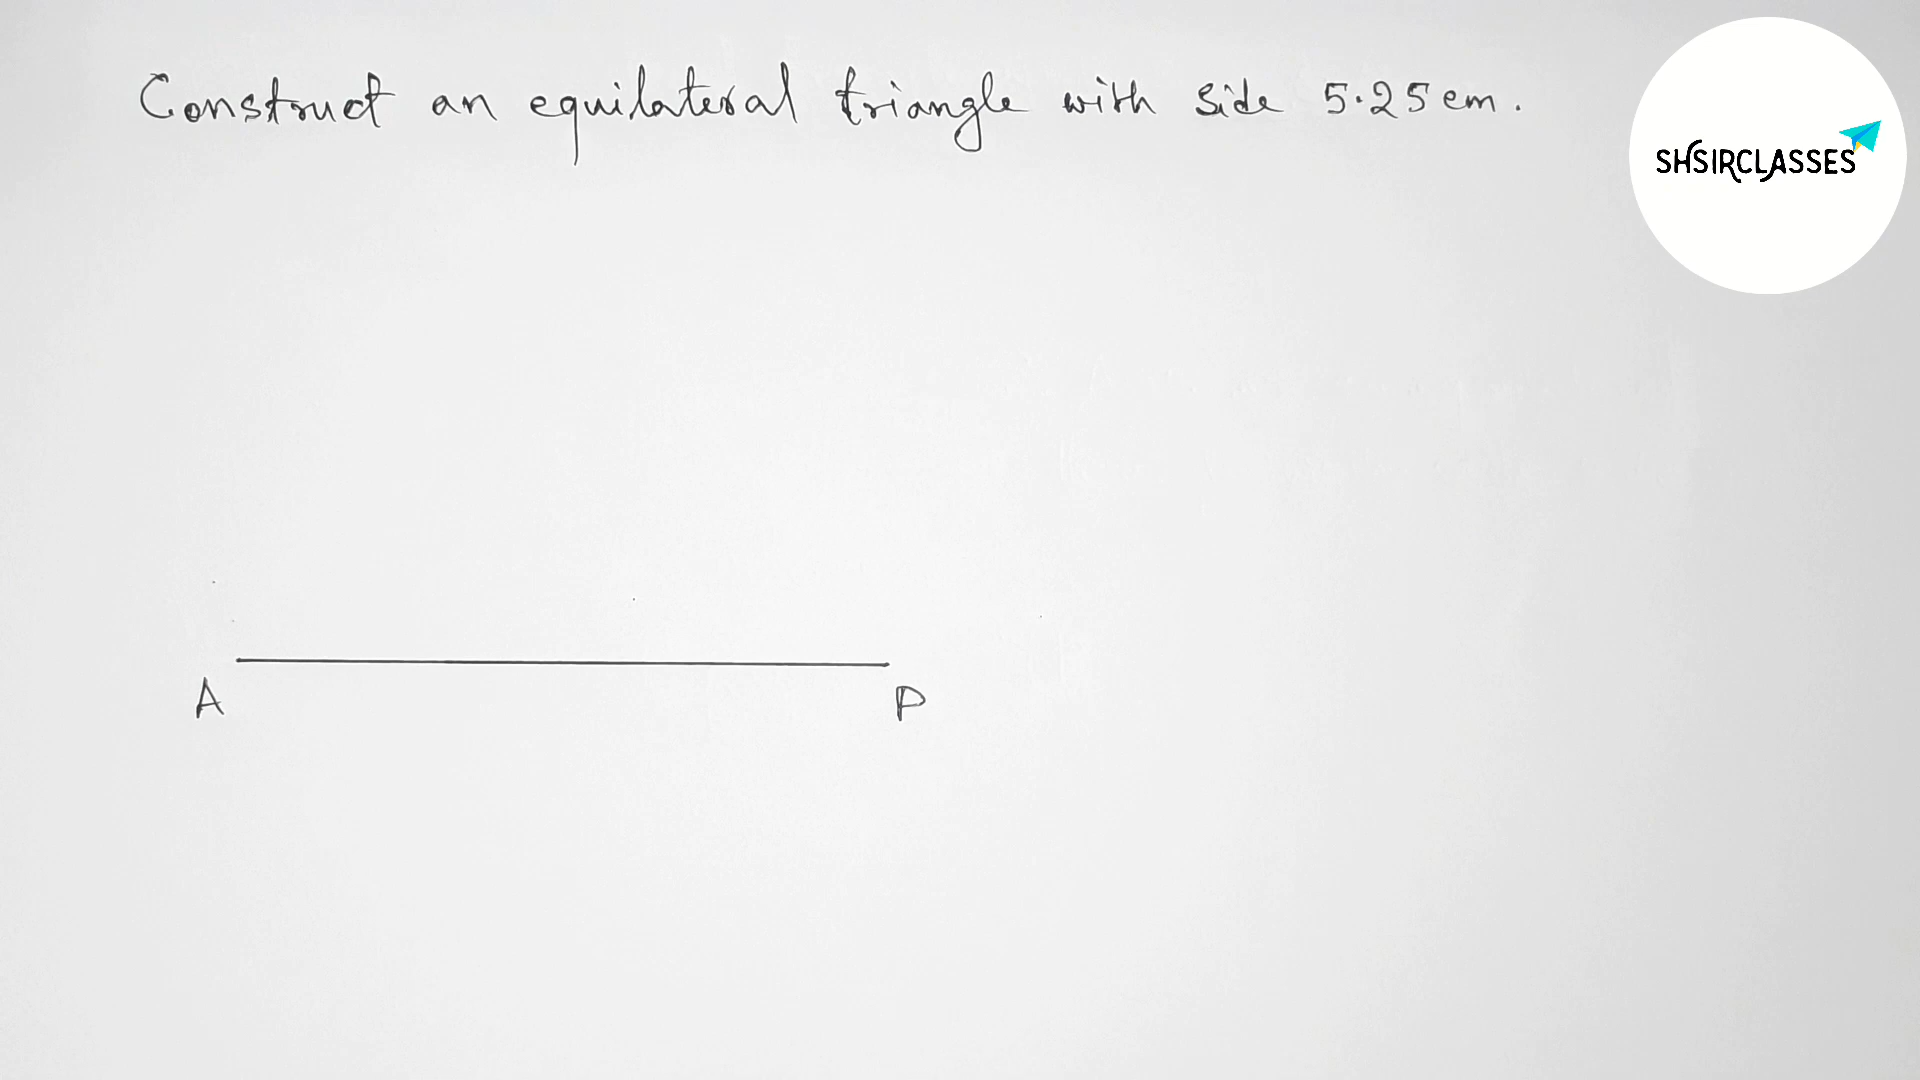 Construct an equilateral triangle with side 5.25 cm.
SHSIRCLASSES
A
P